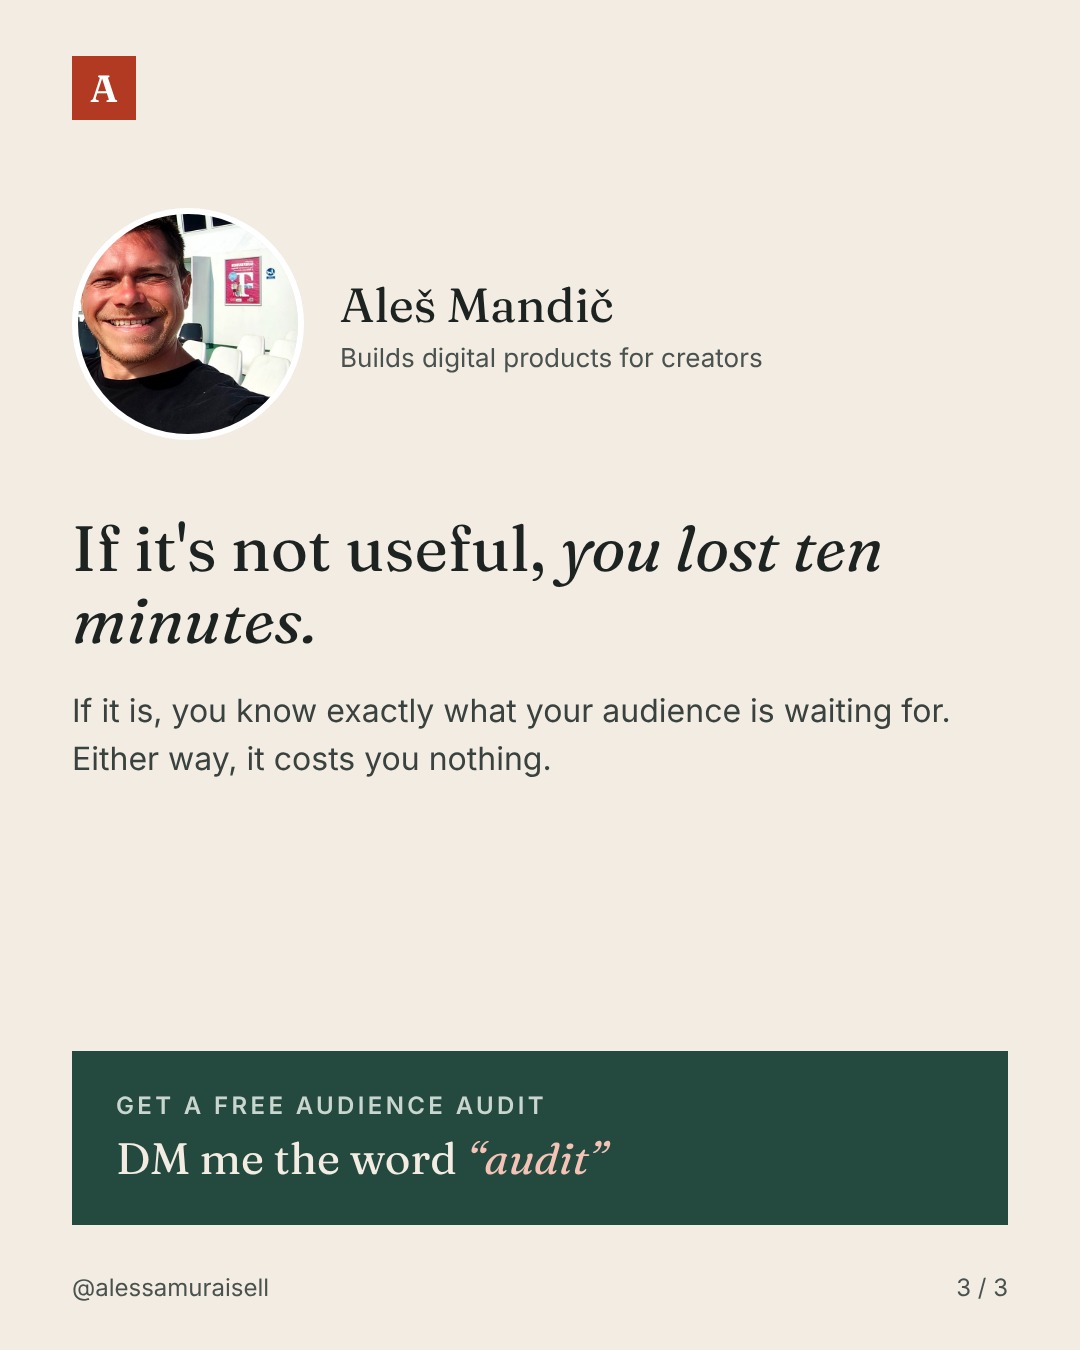 A
T
Aleš Mandič
Builds digital products for creators
If it's not useful, you lost ten
minutes.
If it is, you know exactly what your audience is waiting for.
Either way, it costs you nothing.
GET A FREE AUDIENCE AUDIT
DM me the word “audit”
@alessamuraisell
3 / 3